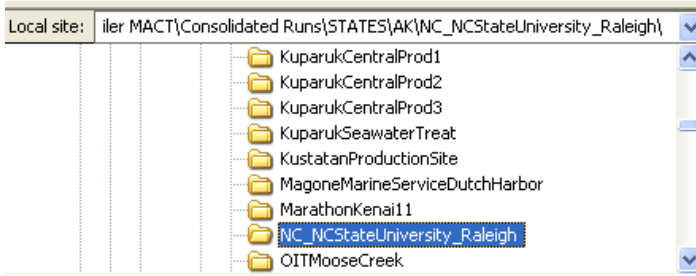 Local site: iler MACT\Consolidated Runs\STATES\AK\NC_NCStateUniversity_Raleigh\
KuparukCentralProd1
KuparukCentralProd2
KuparukCentralProd3
KuparukSeawaterTreat
KustatanProductionSite
MagoneMarineServiceDutchHarbor
MarathonKenai11
NC_NCStateUniversity_Raleigh
OITMooseCreek